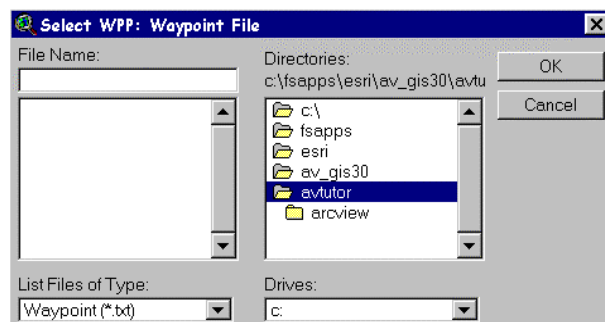 Select WPP: Waypoint File
File Name:
Directories:
c:\fsapps\esri\av_gis30\avtu
OK
Cancel
c:\
fsapps
esri
av_gis30
avtutor
arcview
List Files of Type:
Waypoint (*.txt)
Drives:
c: